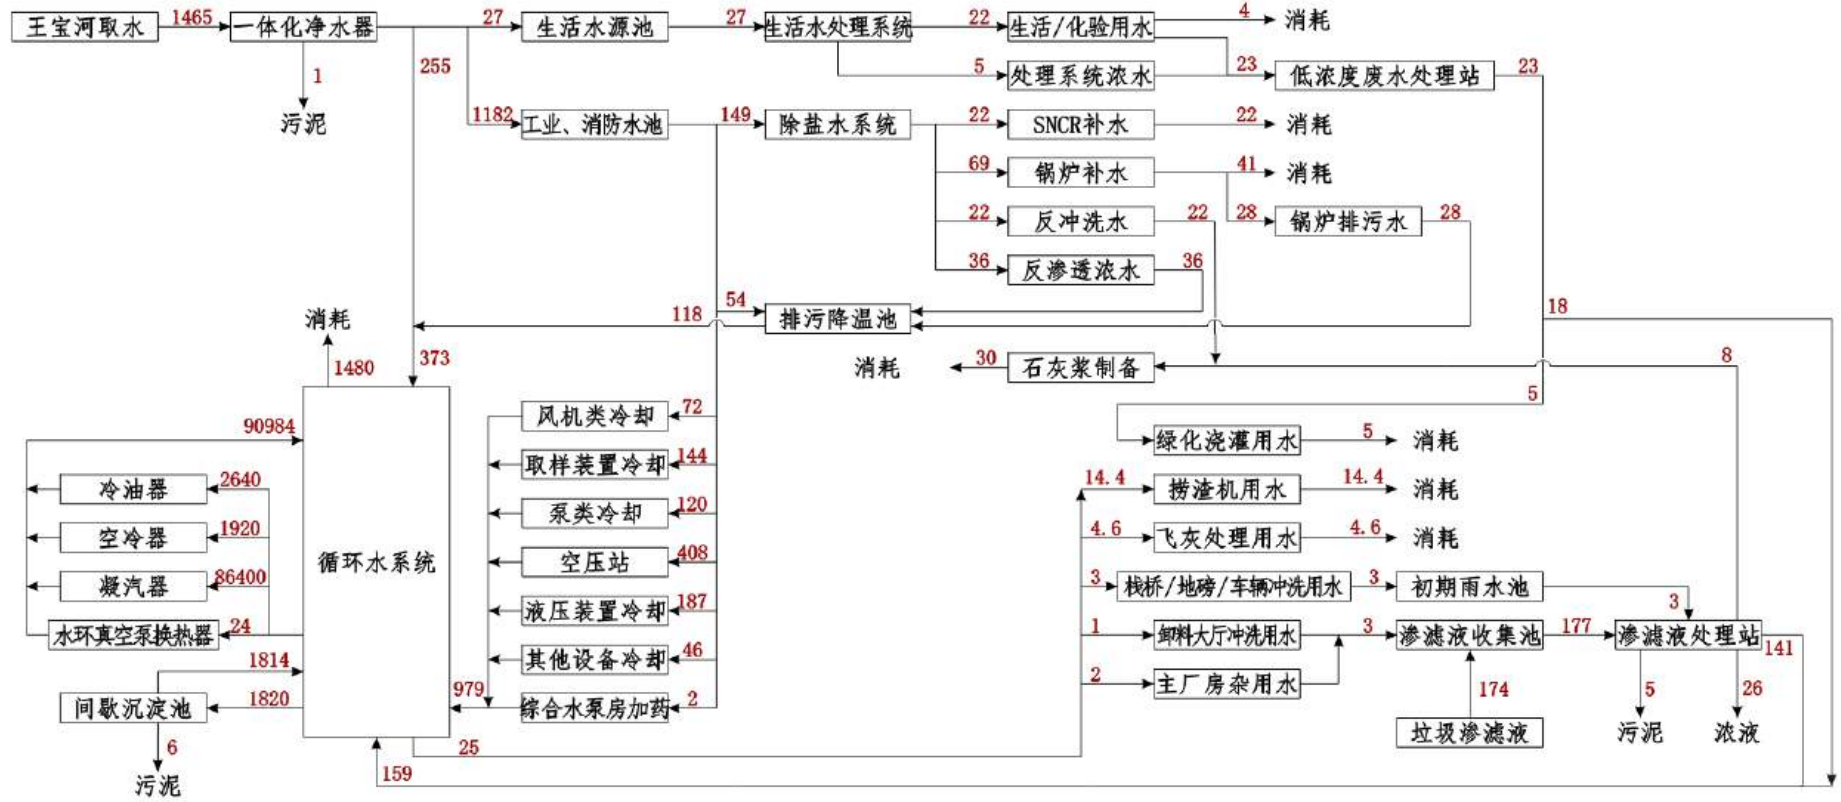 王宝河取水 1465 一体化净水器 27 生活水源池 27 生活水处理系统 22 生活/化验用水 4 消耗
1 255 5 处理系统浓水 23 低浓度废水处理站 23
污泥 1182 工业、消防水池 149 除盐水系统 22 SNCR补水 22 消耗
69 锅炉补水 41 消耗
22 反冲洗水 22 28 锅炉排污水 28
36 反渗透浓水 36
消耗 118 54 排污降温池 18
1480 373 消耗 30 石灰浆制备 8
风机类冷却 72 5
90984 绿化浇灌用水 5 消耗
取样装置冷却 144
冷油器 2640 14.4 捞渣机用水 14.4 消耗
泵类冷却 120
空冷器 1920 4.6 飞灰处理用水 4.6 消耗
循环水系统 空压站 408
凝汽器 86400 3 栈桥/地磅/车辆冲洗用水 3 初期雨水池
液压装置冷却 187 3
水环真空泵换热器 24 1 卸料大厅冲洗用水 3 渗滤液收集池 177 渗滤液处理站 141
1814 其他设备冷却 46
979 2 主厂房杂用水 174 5 26
间歇沉淀池 1820 综合水泵房加药 2
垃圾渗滤液 污泥 浓液
6 25
污泥 159